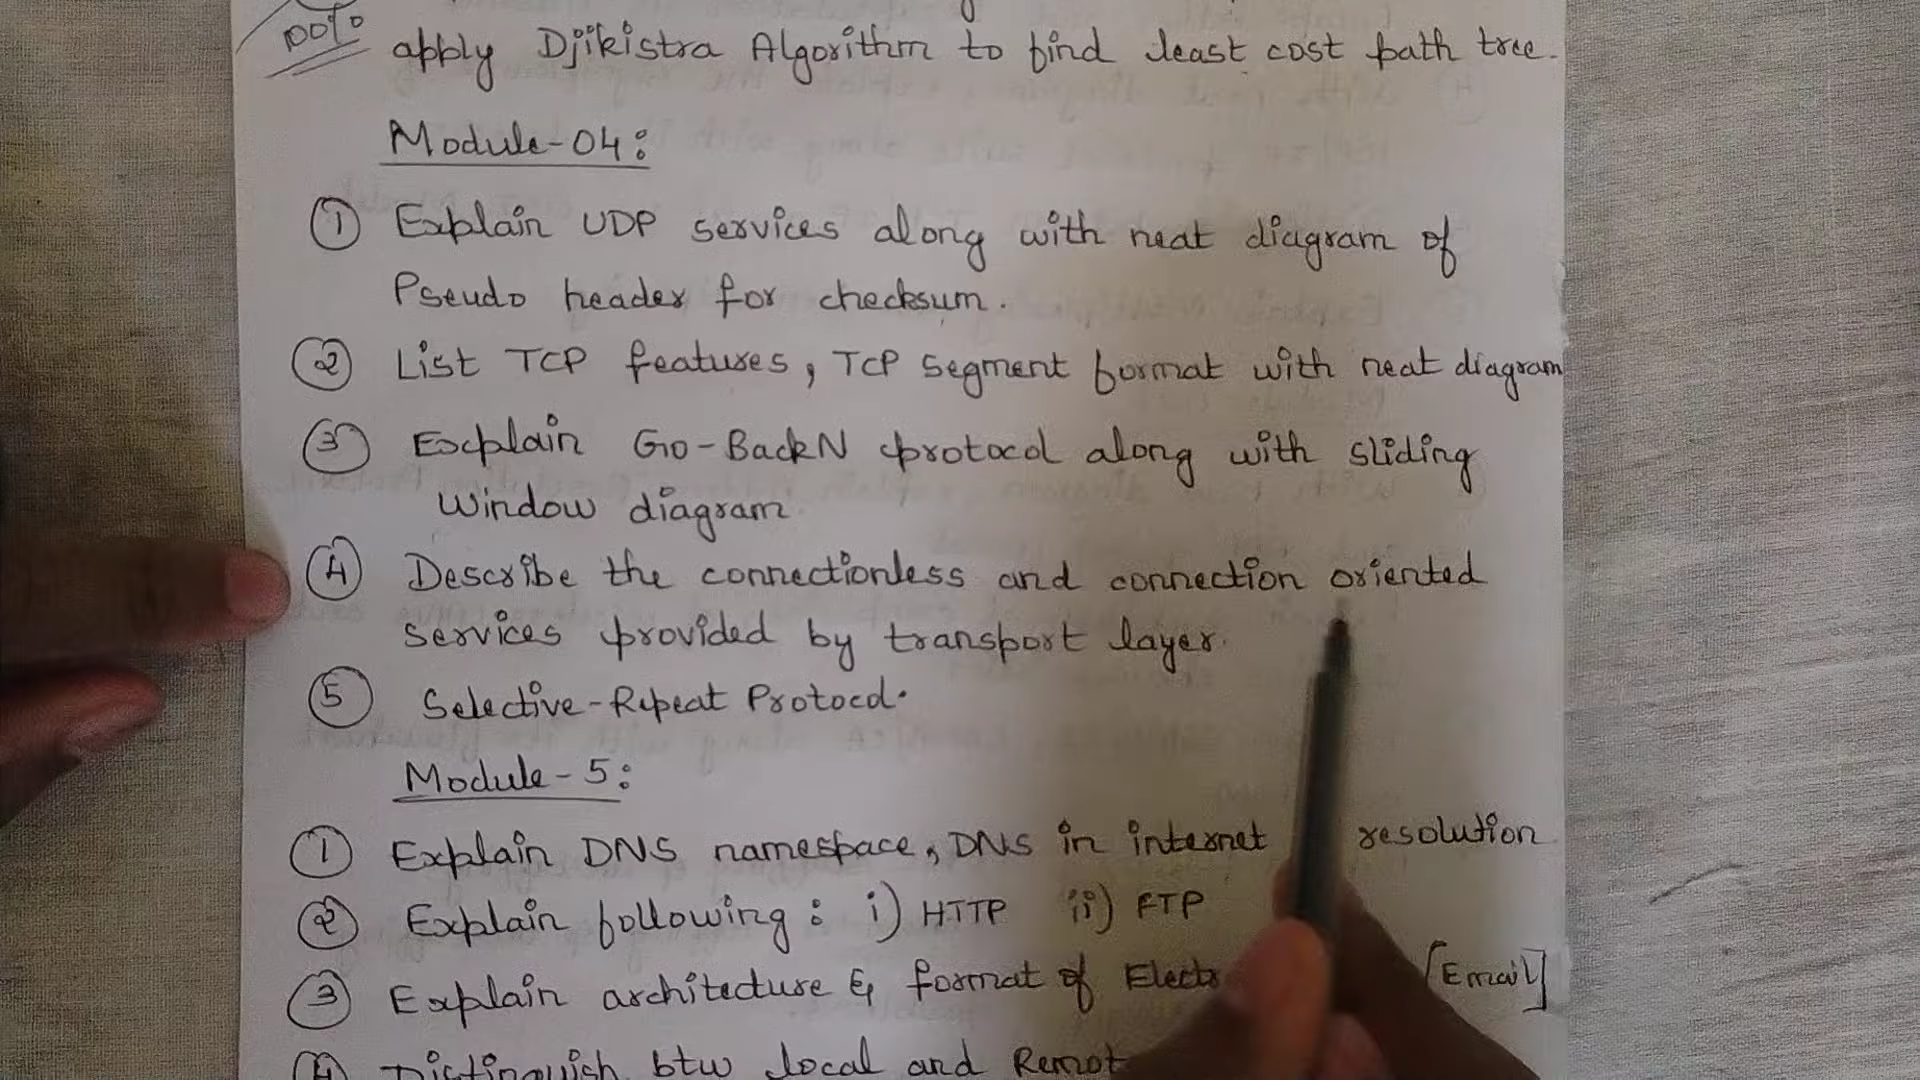 100%
apply Djikistra Algorithm to find least cost path tree.
Module-04:
① Explain UDP services along with neat diagram of
Pseudo header for checksum.
② List TCP features, TCP segment format with neat diagram
③ Explain Go-BackN protocol along with sliding
Window diagram
④ Describe the connectionless and connection oriented
services provided by transport layer.
⑤ Selective-Repeat Protocol.
Module-5:
① Explain DNS namespace, DNS in internet resolution
② Explain following: i) HTTP ii) FTP
③ Explain architecture & format of [Email]
④ Distinguish btw local and